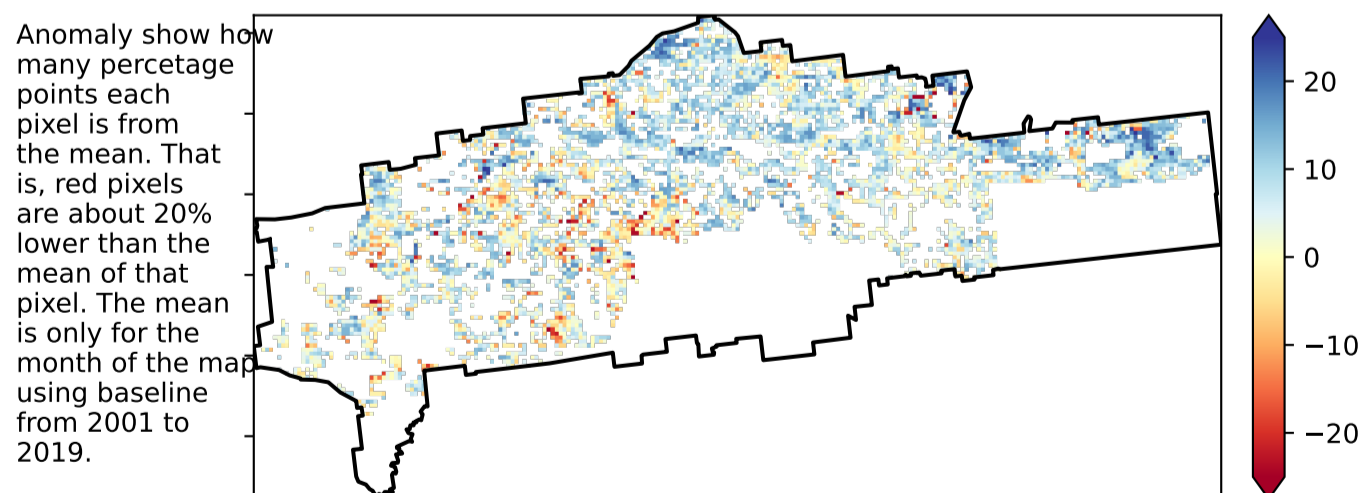 Anomaly show how
many percetage
points each
pixel is from
the mean. That
is, red pixels
are about 20%
lower than the
mean of that
pixel. The mean
is only for the
month of the map
using baseline
from 2001 to
2019.
20
10
0
−10
−20